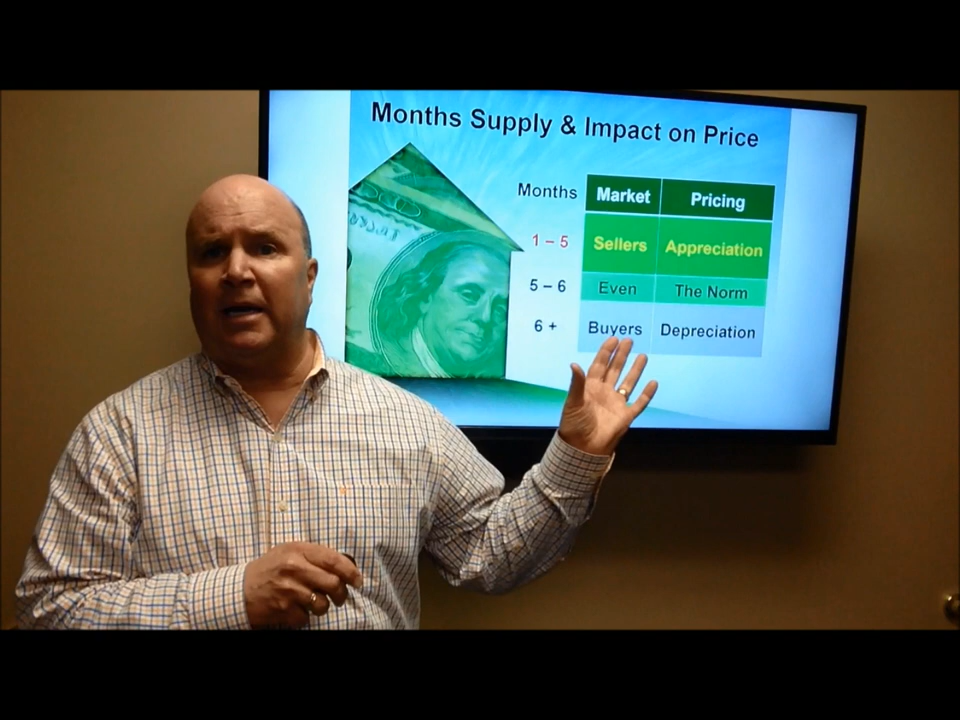 Months Supply & Impact on Price
Months Market Pricing
1 – 5 Sellers Appreciation
5 – 6 Even The Norm
6 + Buyers Depreciation